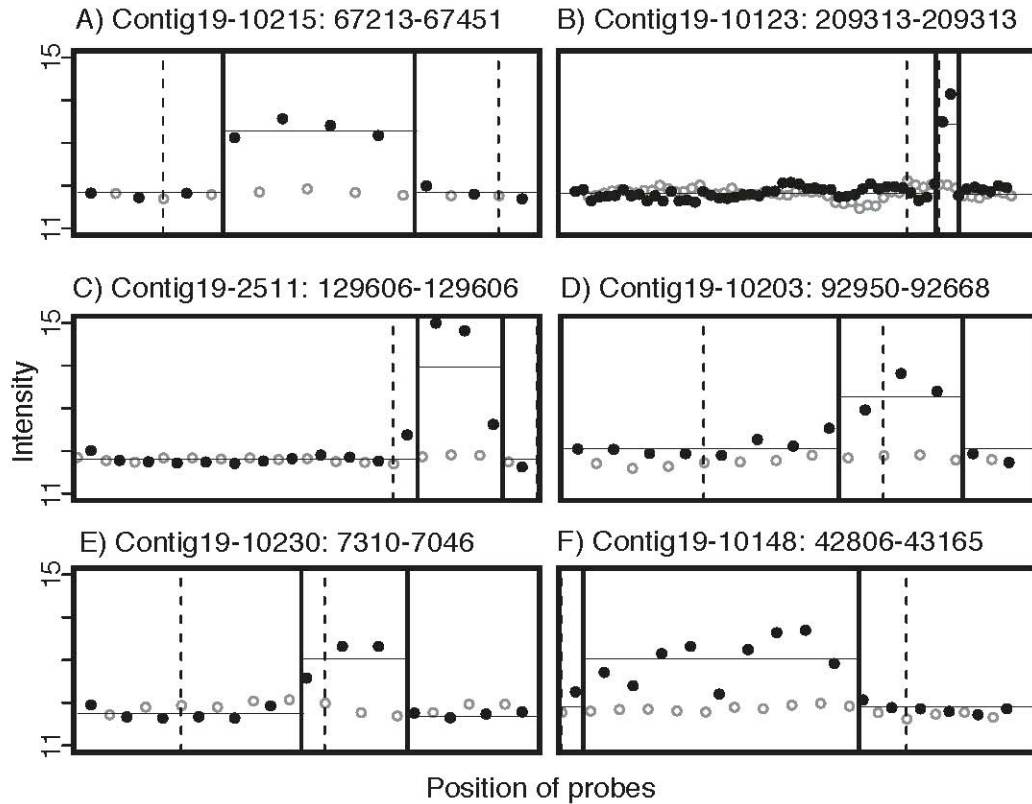 A) Contig19-10215: 67213-67451
B) Contig19-10123: 209313-209313
15
11
C) Contig19-2511: 129606-129606
D) Contig19-10203: 92950-92668
15
11
Intensity
E) Contig19-10230: 7310-7046
F) Contig19-10148: 42806-43165
15
11
Position of probes